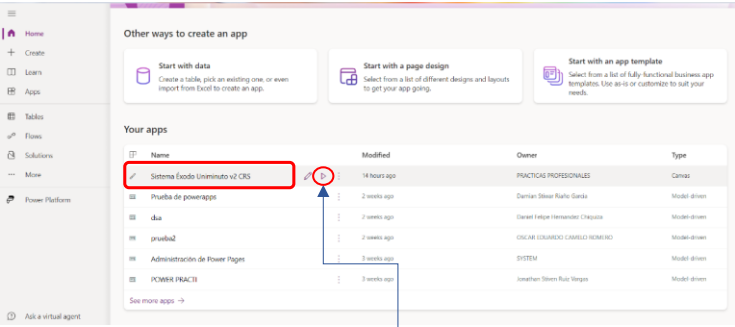 Home
Create
Learn
Apps
Tables
Flows
Solutions
More
Power Platform
Ask a virtual agent
Other ways to create an app
Start with data
Create a table, pick an existing one, or even
import from Excel to create an app.
Start with a page design
Select from a list of different designs and layouts
to get your app going.
Start with an app template
Select from a list of fully-functional business app
templates. Use as-is or customize to suit your
needs.
Your apps
Name Modified Owner Type
Sistema Éxodo Uniminuto v2 CRS 14 hours ago PRACTICAS PROFESIONALES Canvas
Prueba de powerapps 2 weeks ago Damian Stiwar Riaño García Model-driven
dua 2 weeks ago Daniel Felipe Hernandez Chiquiza Model-driven
prueba2 2 weeks ago OSCAR EDUARDO CAMELO ROMERO Model-driven
Administración de Power Pages 3 weeks ago SYSTEM Model-driven
POWER PRACTI 3 weeks ago Jonathan Steen Ruiz Vargas Model-driven
See more apps →